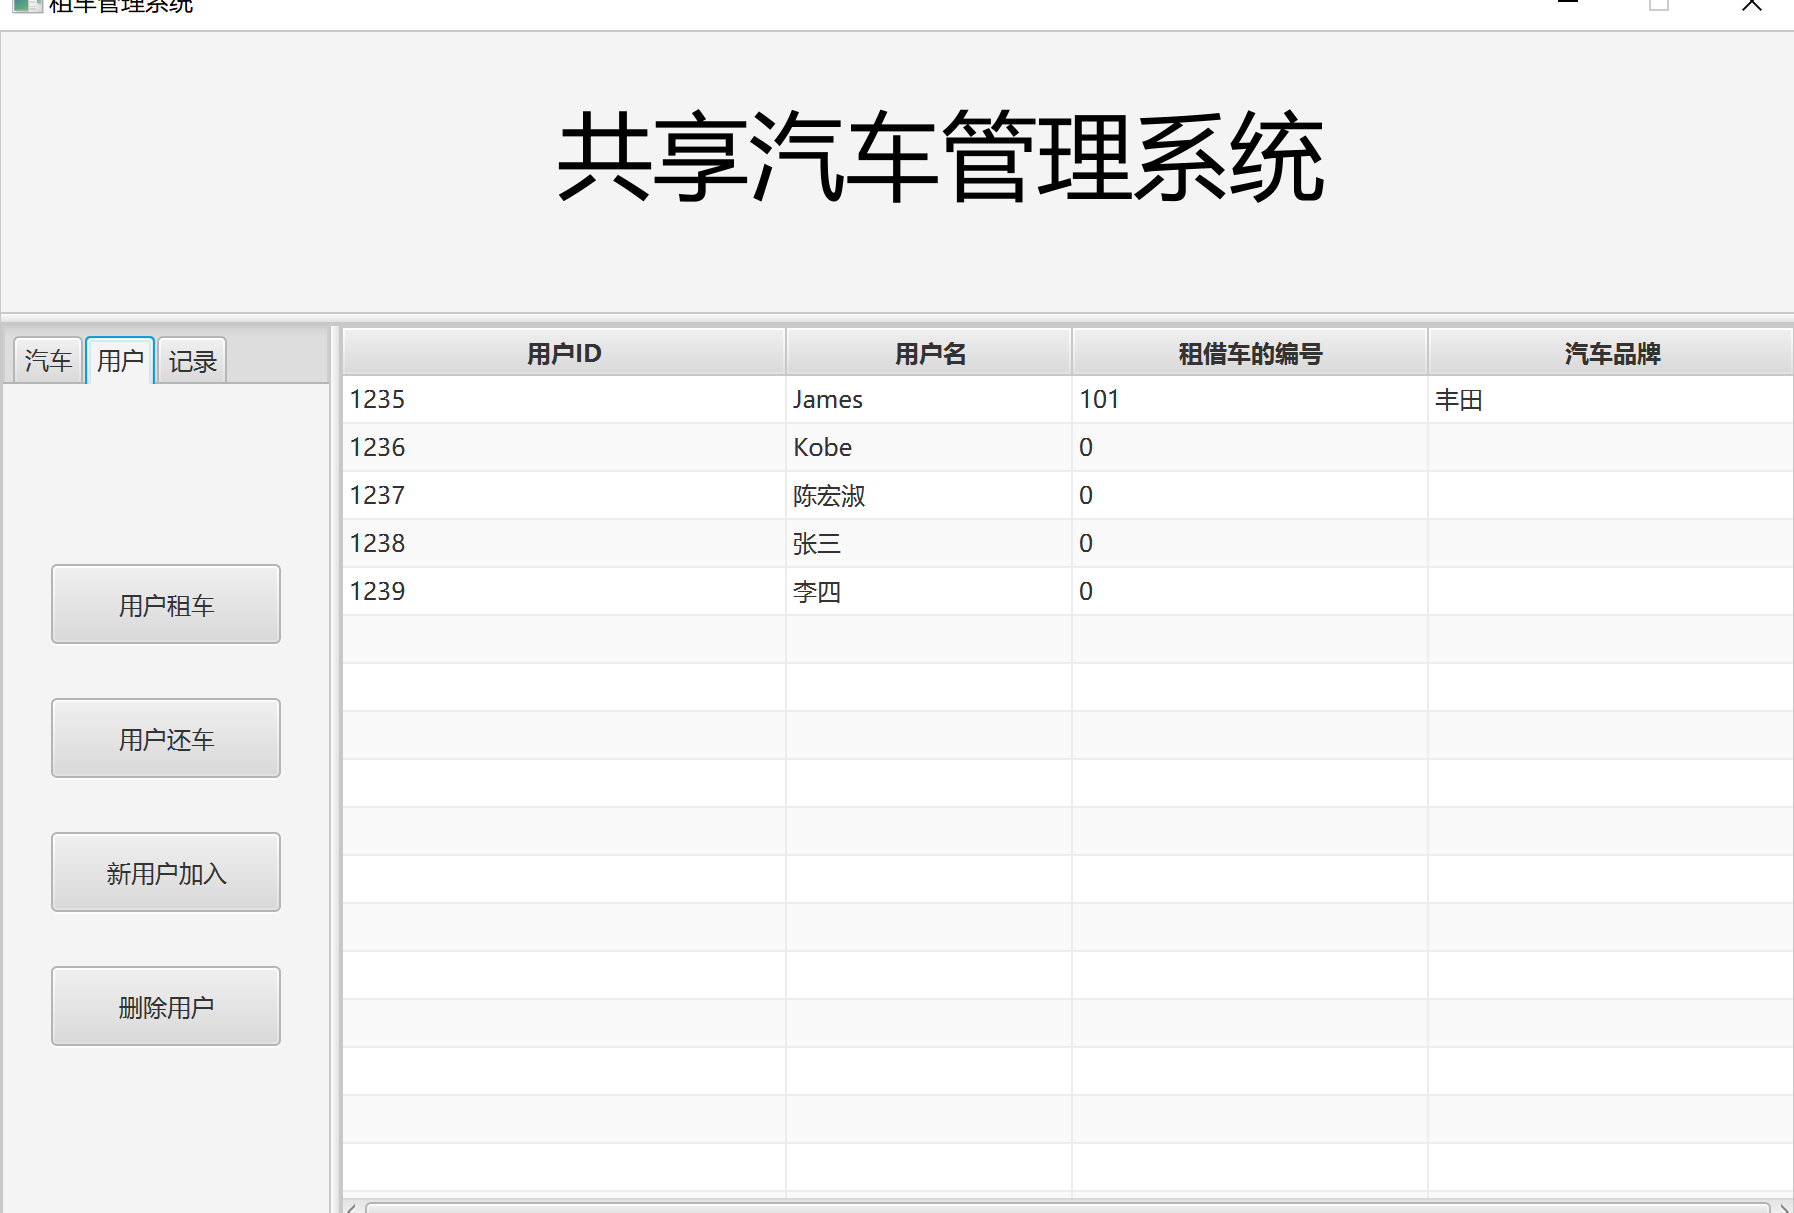 租车管理系统
共享汽车管理系统
汽车 用户 记录
用户ID 用户名 租借车的编号 汽车品牌
1235 James 101 丰田
1236 Kobe 0
1237 陈宏淑 0
1238 张三 0
1239 李四 0
用户租车
用户还车
新用户加入
删除用户